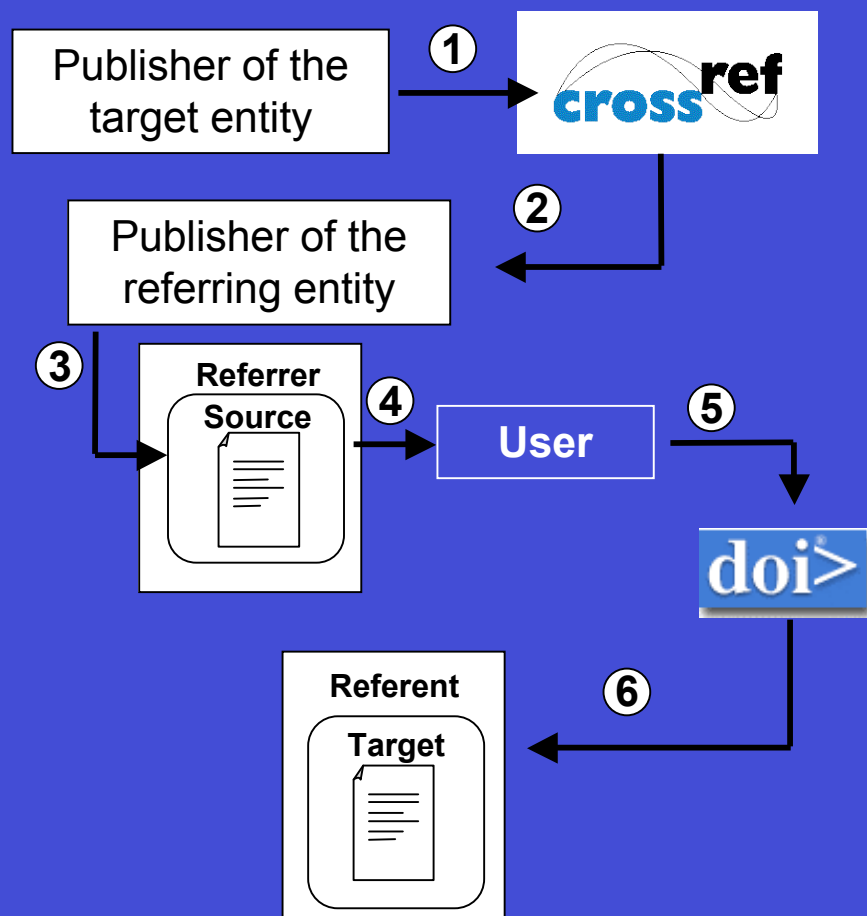 Publisher of the
target entity
1
cross
ref
2
Publisher of the
referring entity
3
Referrer
Source
4
User
5
doi>®
Referent
Target
6